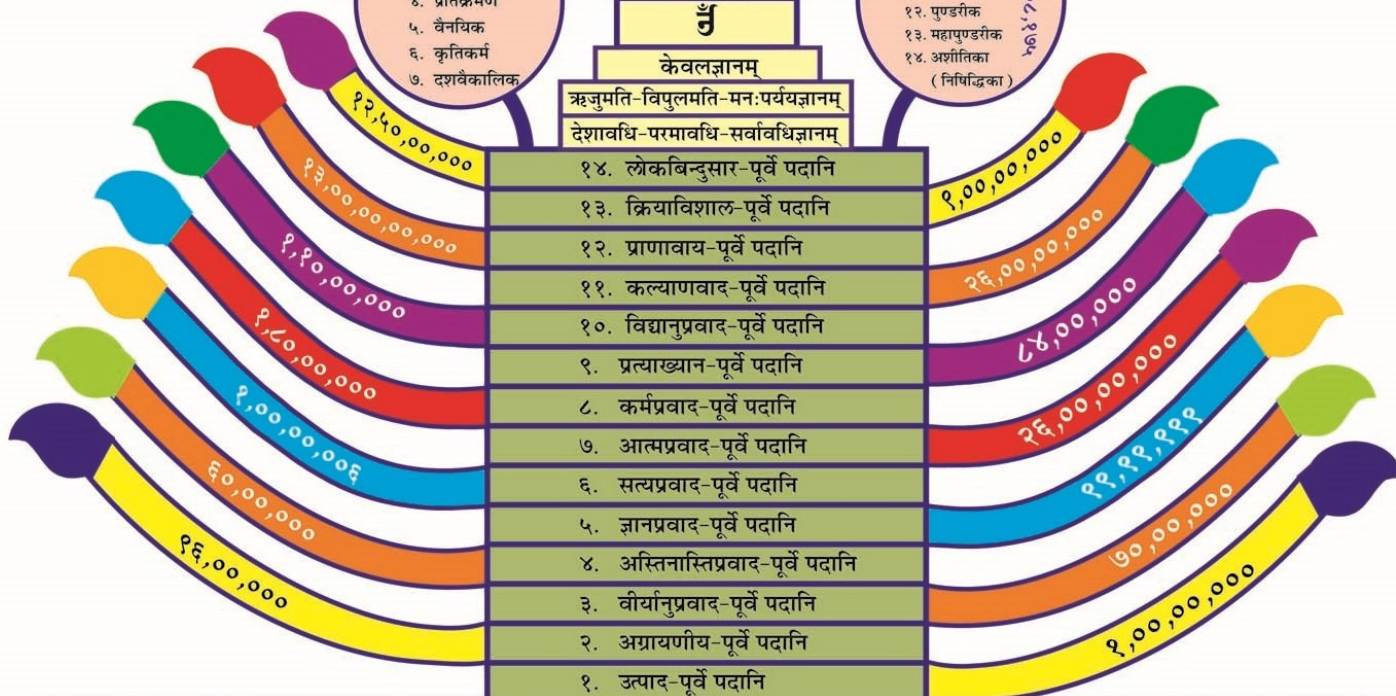 ४. प्रतिक्रमण
५. वैनयिक
६. कृतिकर्म
७. दशवैकालिक
१२. पुण्डरीक
१३. महापुण्डरीक
१४. अशीतिका
( निषिद्धिका )
केवलज्ञानम्
ऋजुमति-विपुलमति-मन:पर्ययज्ञानम्
देशावधि-परमावधि-सर्वावधिज्ञानम्
१४. लोकबिन्दुसार-पूर्वे पदानि
१३. क्रियाविशाल-पूर्वे पदानि
१२. प्राणावाय-पूर्वे पदानि
११. कल्याणवाद-पूर्वे पदानि
१०. विद्यानुप्रवाद-पूर्वे पदानि
९. प्रत्याख्यान-पूर्वे पदानि
८. कर्मप्रवाद-पूर्वे पदानि
७. आत्मप्रवाद-पूर्वे पदानि
६. सत्यप्रवाद-पूर्वे पदानि
५. ज्ञानप्रवाद-पूर्वे पदानि
४. अस्तिनास्तिप्रवाद-पूर्वे पदानि
३. वीर्यानुप्रवाद-पूर्वे पदानि
२. अग्रायणीय-पूर्वे पदानि
१. उत्पाद-पूर्वे पदानि
१२,५०,००,०००
१३,००,००,०००
१,१०,००,०००
१,८०,००,०००
१,००,००,००६
६०,००,०००
९६,००,०००
९,००,००,०००
२६,००,००,०००
८४,००,०००
२६,००,००,०००
९९,९९,९९९
७०,००,०००
१,००,००,०००